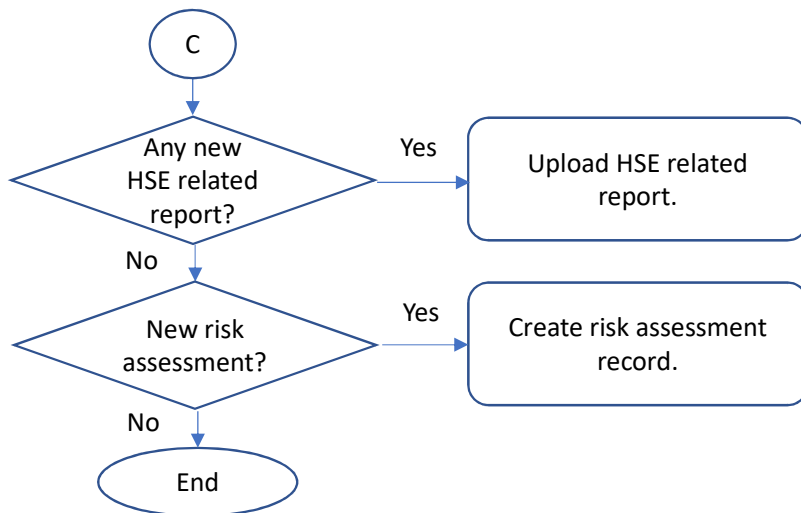 C
Any new
HSE related
report?
Yes
Upload HSE related
report.
No
New risk
assessment?
Yes
Create risk assessment
record.
No
End